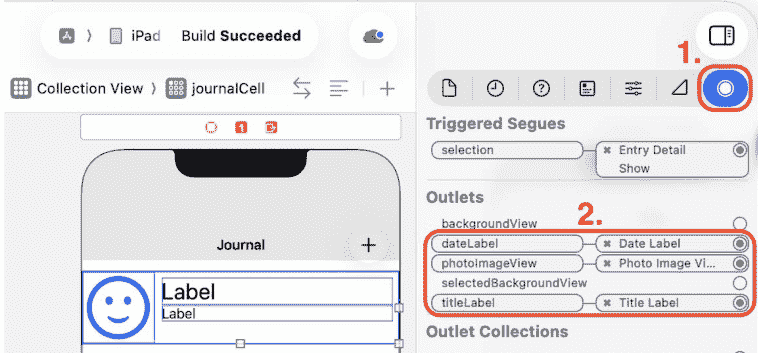 1.
iPad Build Succeeded
Collection View 〉 journalCell
Triggered Segues
selection
Entry Detail
Show
Outlets
2.
backgroundView
dateLabel
Date Label
photoImageView
Photo Image Vi...
selectedBackgroundView
titleLabel
Title Label
Outlet Collections
1
Journal
Label
Label